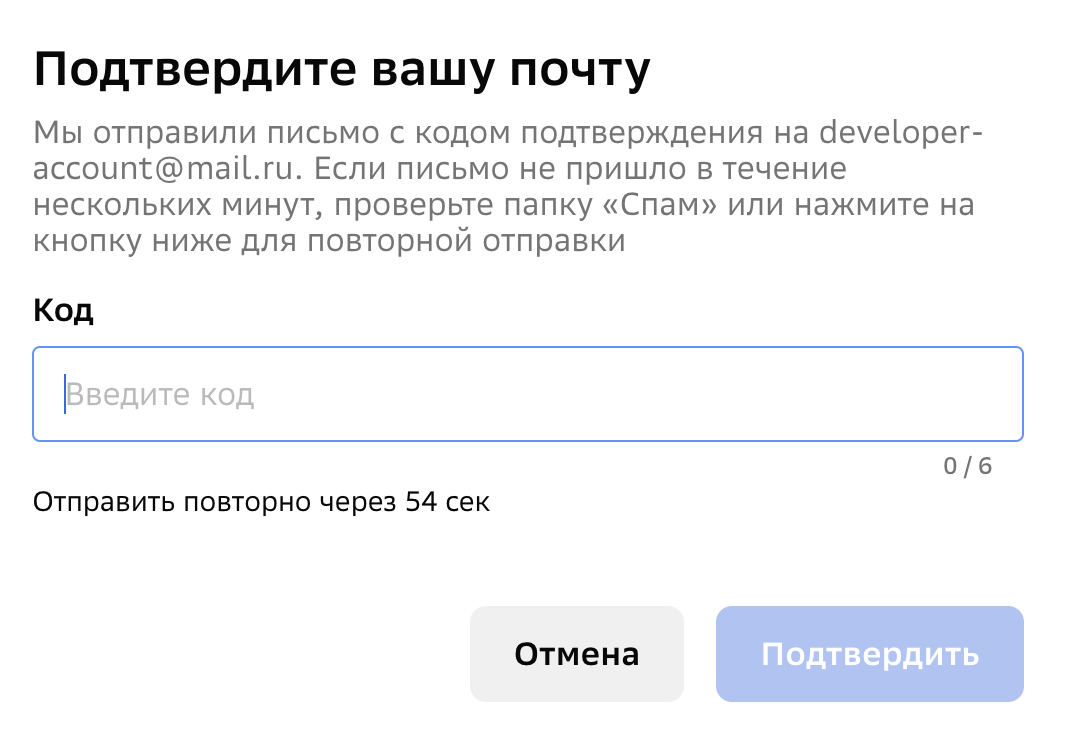 Подтвердите вашу почту
Мы отправили письмо с кодом подтверждения на developer-
account@mail.ru. Если письмо не пришло в течение
нескольких минут, проверьте папку «Спам» или нажмите на
кнопку ниже для повторной отправки
Код
Введите код
0 / 6
Отправить повторно через 54 сек
Отмена
Подтвердить